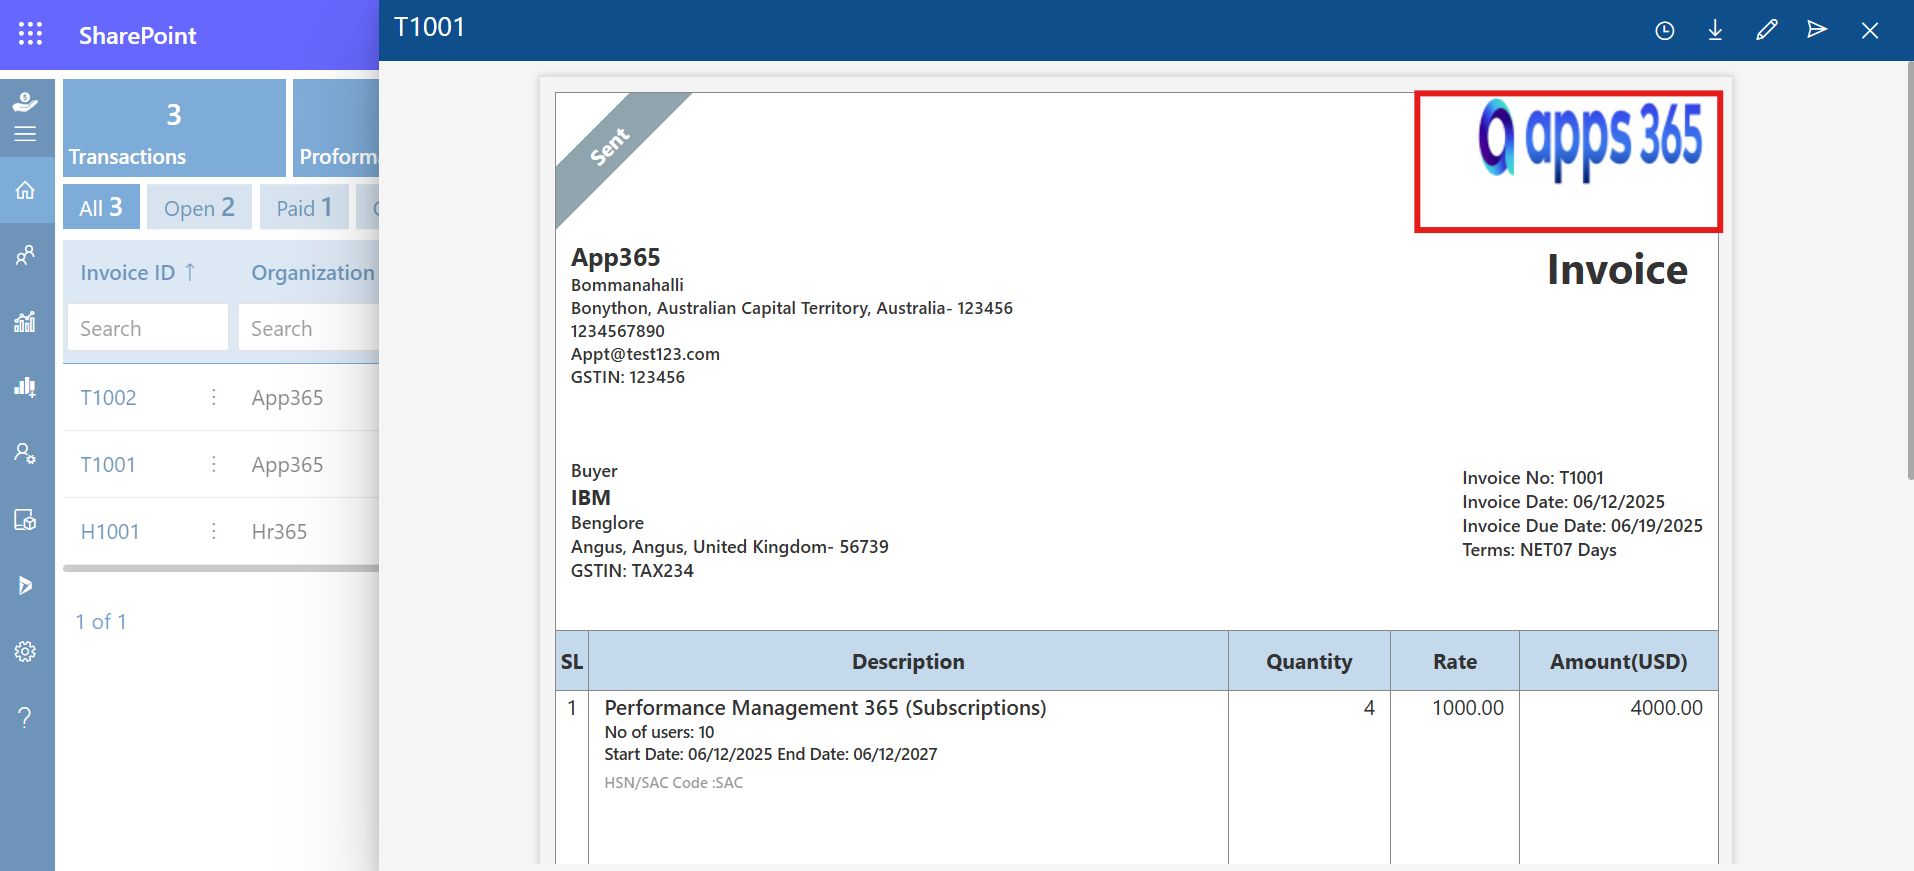 SharePoint
T1001
3
Transactions
Proforma
All 3
Open 2
Paid 1
Invoice ID ↑
Organization
Search
Search
T1002
App365
T1001
App365
H1001
Hr365
1 of 1
Sent
apps 365
App365
Invoice
Bommanahalli
Bonython, Australian Capital Territory, Australia- 123456
1234567890
Appt@test123.com
GSTIN: 123456
Buyer
IBM
Benglore
Angus, Angus, United Kingdom- 56739
GSTIN: TAX234
Invoice No: T1001
Invoice Date: 06/12/2025
Invoice Due Date: 06/19/2025
Terms: NET07 Days
SL Description Quantity Rate Amount(USD)
1 Performance Management 365 (Subscriptions) 4 1000.00 4000.00
No of users: 10
Start Date: 06/12/2025 End Date: 06/12/2027
HSN/SAC Code :SAC